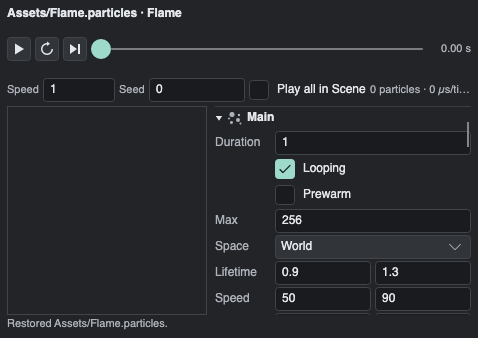 Assets/Flame.particles · Flame
0.00 s
Speed 1 Seed 0 Play all in Scene 0 particles · 0 µs/ti…
Main
Duration 1
Looping
Prewarm
Max 256
Space World
Lifetime 0.9 1.3
Speed 50 90
Restored Assets/Flame.particles.